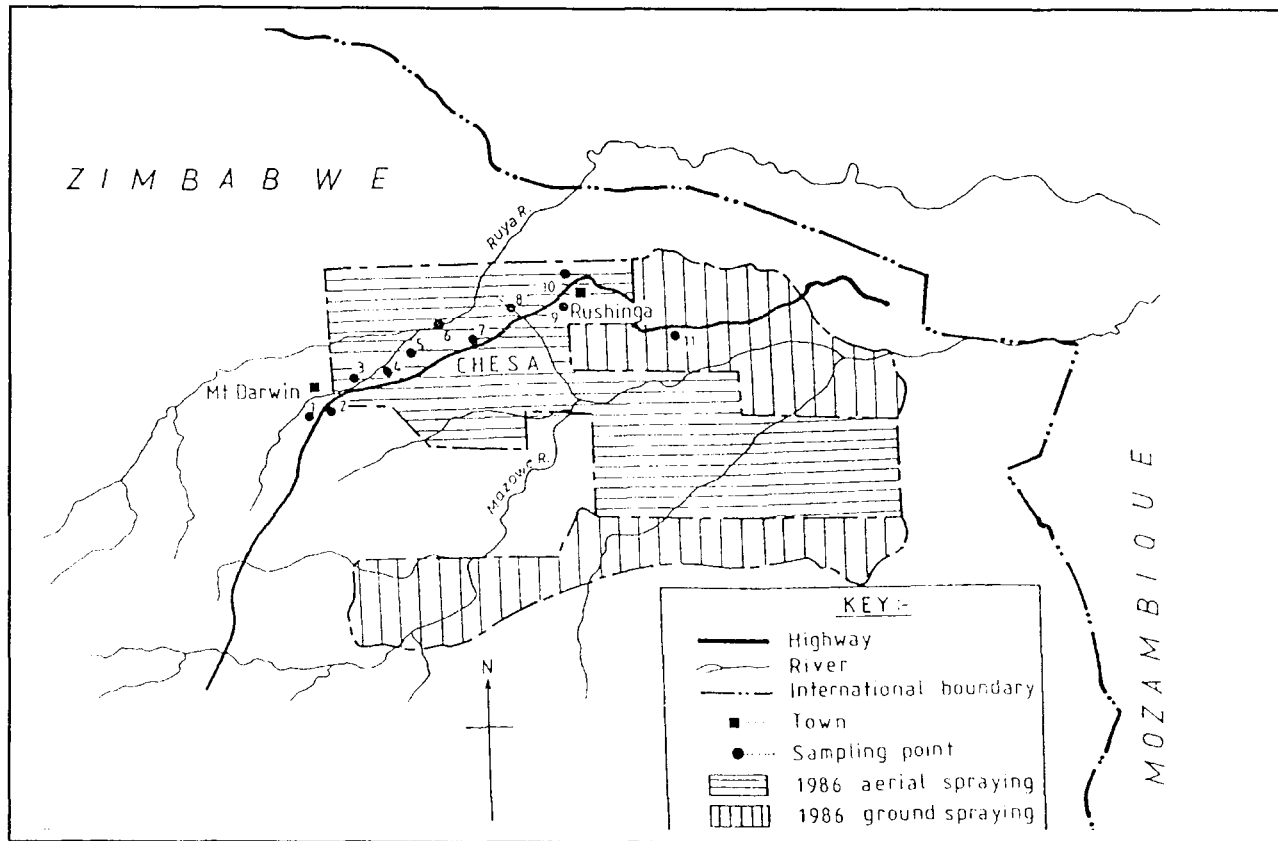 ZIMBABWE
RUYA R.
10
8
Rushinga
9
7
6
11
5
CHESA
3
4
Mt Darwin
1
2
MAZOWE R.
MOZAMBIQUE
N
KEY:-
Highway
River
International boundary
Town
Sampling point
1986 aerial spraying
1986 ground spraying